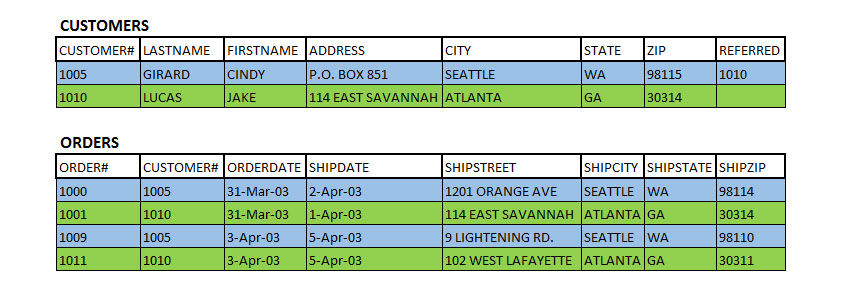 CUSTOMERS
CUSTOMER# LASTNAME FIRSTNAME ADDRESS CITY STATE ZIP REFERRED
1005 GIRARD CINDY P.O. BOX 851 SEATTLE WA 98115 1010
1010 LUCAS JAKE 114 EAST SAVANNAH ATLANTA GA 30314
ORDERS
ORDER# CUSTOMER# ORDERDATE SHIPDATE SHIPSTREET SHIPCITY SHIPSTATE SHIPZIP
1000 1005 31-Mar-03 2-Apr-03 1201 ORANGE AVE SEATTLE WA 98114
1001 1010 31-Mar-03 1-Apr-03 114 EAST SAVANNAH ATLANTA GA 30314
1009 1005 3-Apr-03 5-Apr-03 9 LIGHTENING RD. SEATTLE WA 98110
1011 1010 3-Apr-03 5-Apr-03 102 WEST LAFAYETTE ATLANTA GA 30311